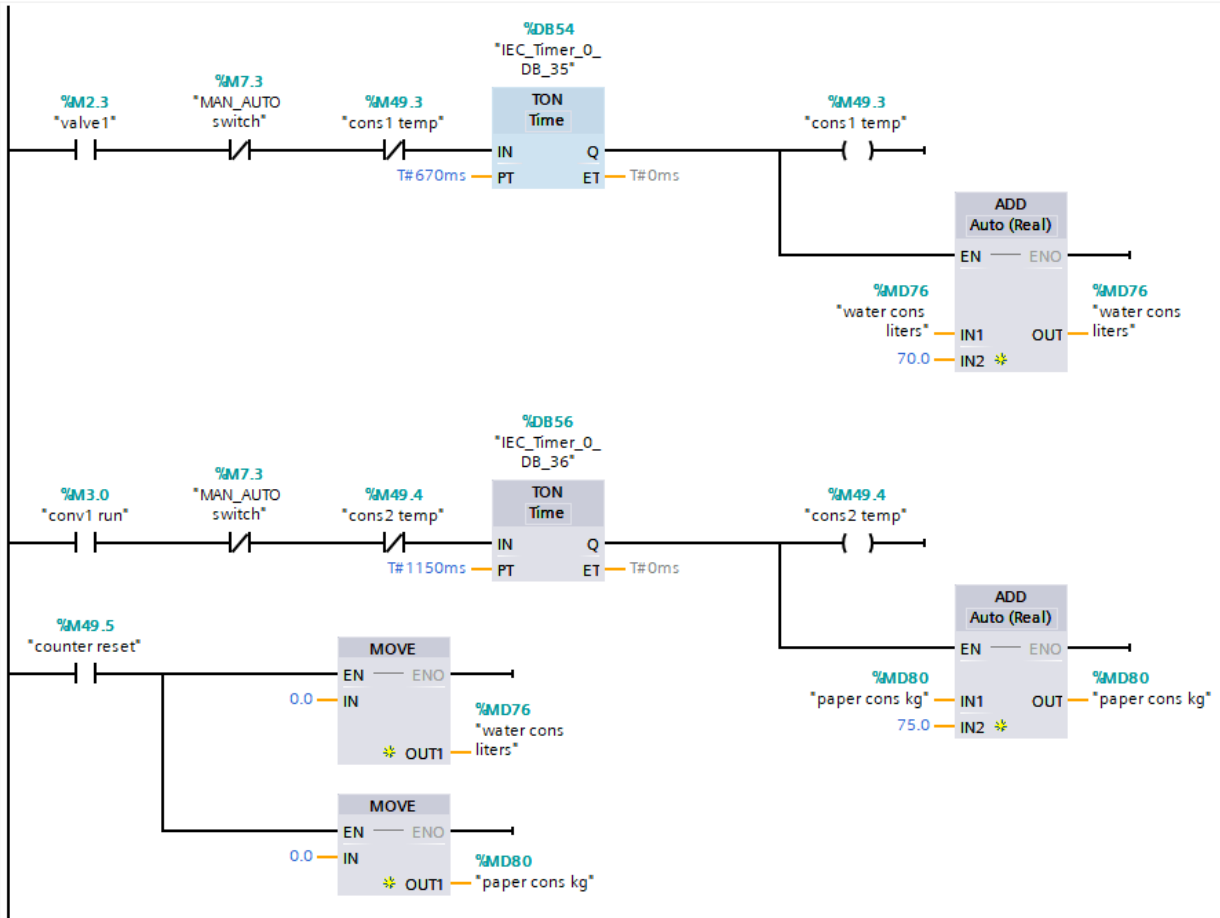 %DB54
"IEC_Timer_0_
DB_35"
%M2.3
"valve1"
%M7.3
"MAN_AUTO
switch"
%M49.3
"cons1 temp"
TON
Time
IN
Q
T#670ms
PT
ET
T#0ms
%M49.3
"cons1 temp"
ADD
Auto (Real)
EN
ENO
%MD76
"water cons
liters"
IN1
OUT
%MD76
"water cons
liters"
70.0
IN2
%DB56
"IEC_Timer_0_
DB_36"
%M3.0
"conv1 run"
%M7.3
"MAN_AUTO
switch"
%M49.4
"cons2 temp"
TON
Time
IN
Q
T#1150ms
PT
ET
T#0ms
%M49.4
"cons2 temp"
ADD
Auto (Real)
EN
ENO
%MD80
"paper cons kg"
IN1
OUT
%MD80
"paper cons kg"
75.0
IN2
%M49.5
"counter reset"
MOVE
EN
ENO
0.0
IN
%MD76
"water cons
liters"
OUT1
MOVE
EN
ENO
0.0
IN
%MD80
"paper cons kg"
OUT1